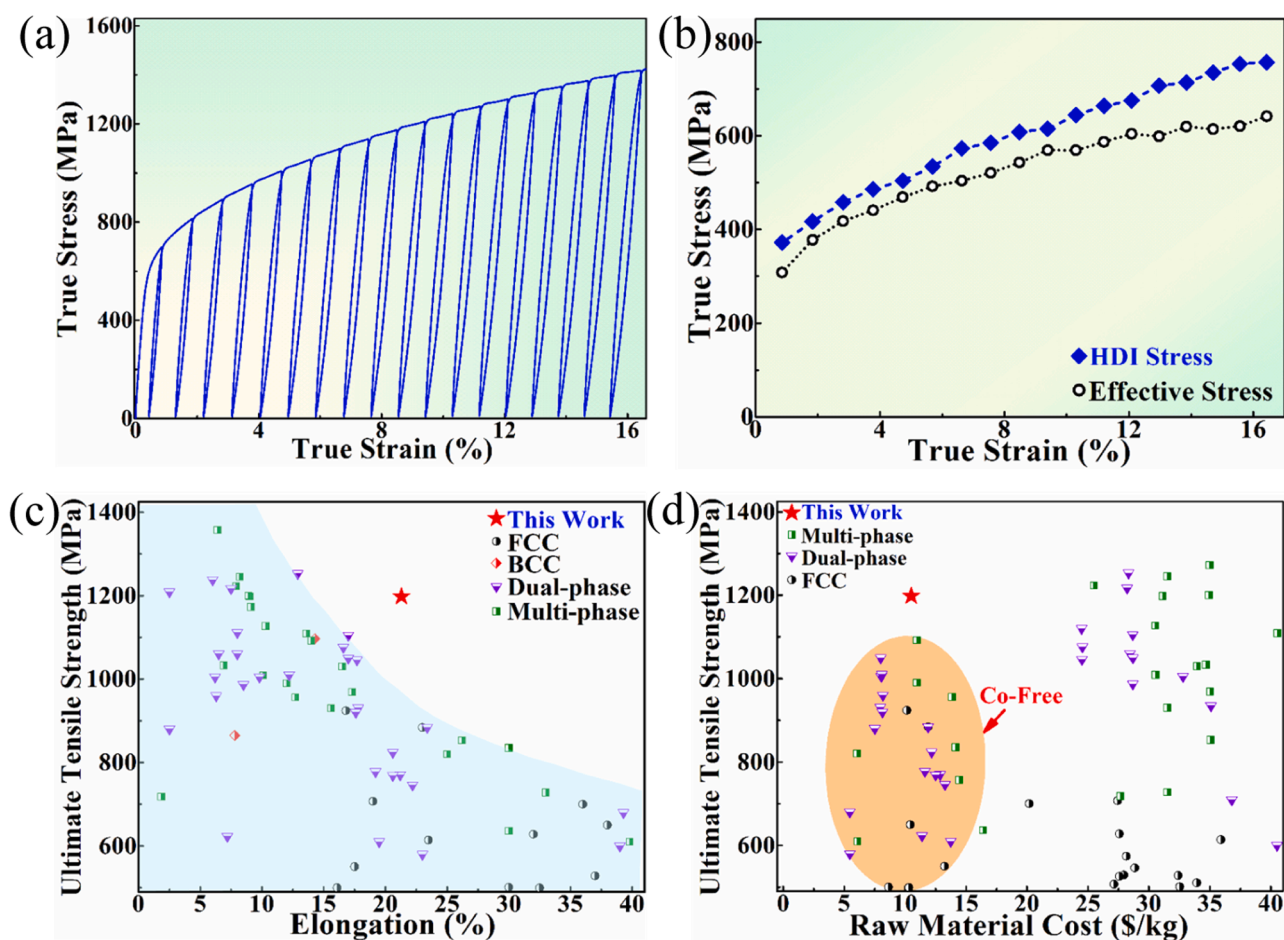 (a)
1600
1200
800
400
0
True Stress (MPa)
0 4 8 12 16
True Strain (%)
(b)
800
600
400
200
0
True Stress (MPa)
HDI Stress
Effective Stress
0 4 8 12 16
True Strain (%)
(c)
1400
1200
1000
800
600
Ultimate Tensile Strength (MPa)
This Work
FCC
BCC
Dual-phase
Multi-phase
0 5 10 15 20 25 30 35 40
Elongation (%)
(d)
1400
1200
1000
800
600
Ultimate Tensile Strength (MPa)
This Work
Multi-phase
Dual-phase
FCC
Co-Free
0 5 10 15 20 25 30 35 40
Raw Material Cost ($/kg)